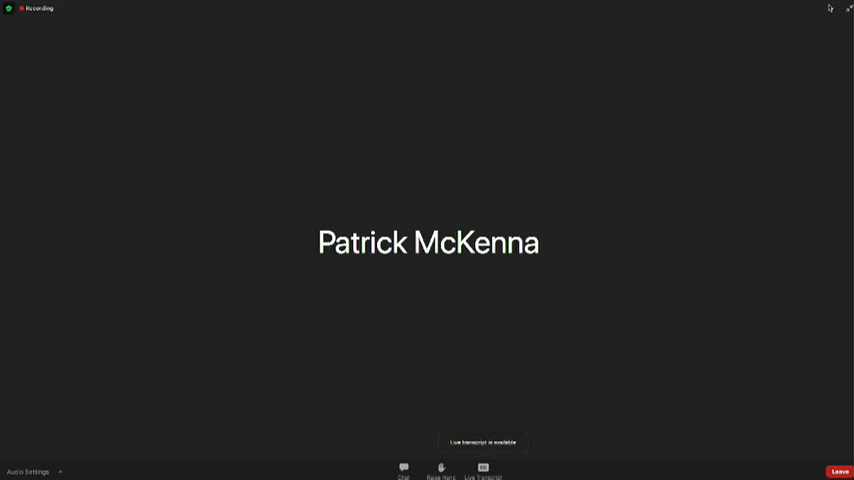 Recording
Patrick McKenna
Live transcript is available
Audio Settings
Chat
Raise Hand
Live Transcript
Leave